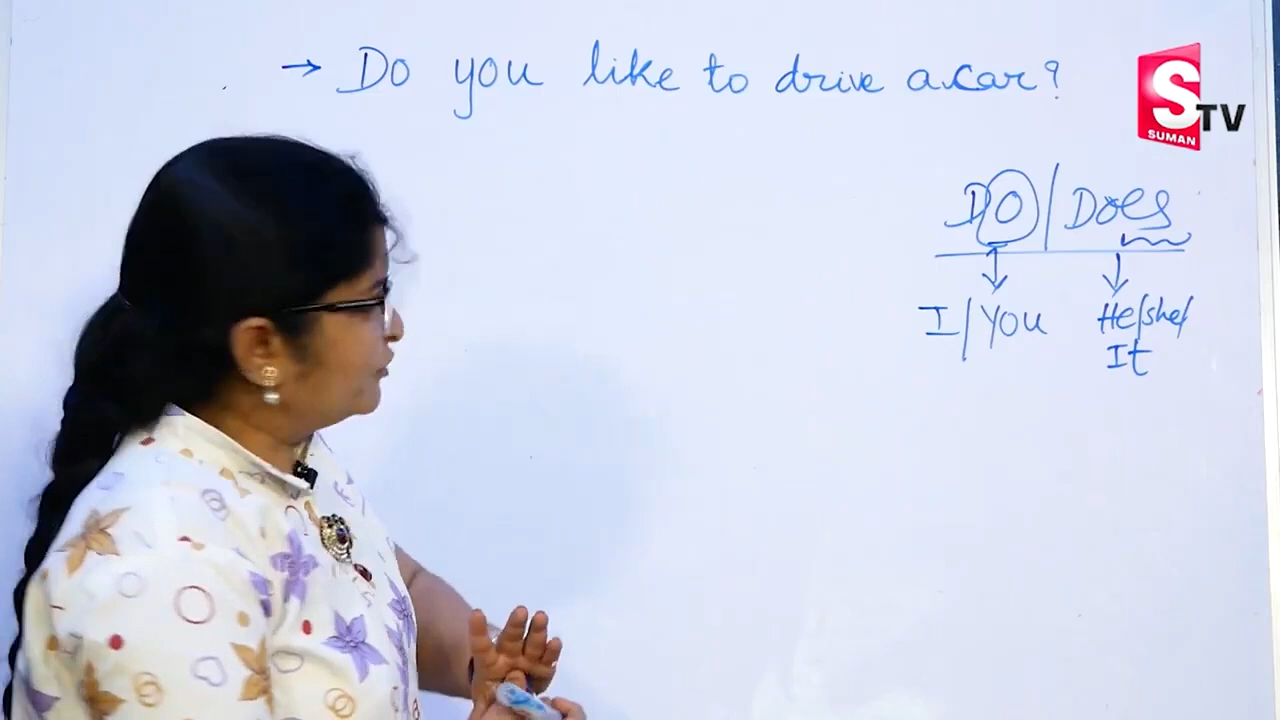 → Do you like to drive a car?
S TV
SUMAN
DO / Does
I / You He/she/
It